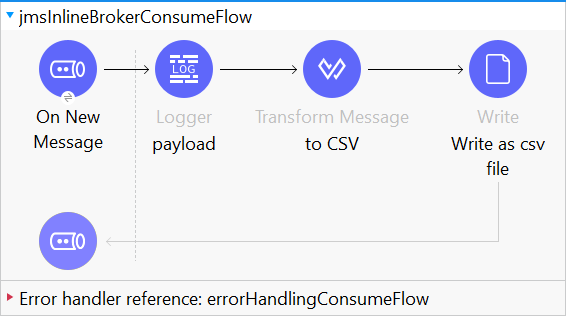 jmsInlineBrokerConsumeFlow
LOG
On New
Message
Logger
payload
Transform Message
to CSV
Write
Write as csv
file
Error handler reference: errorHandlingConsumeFlow